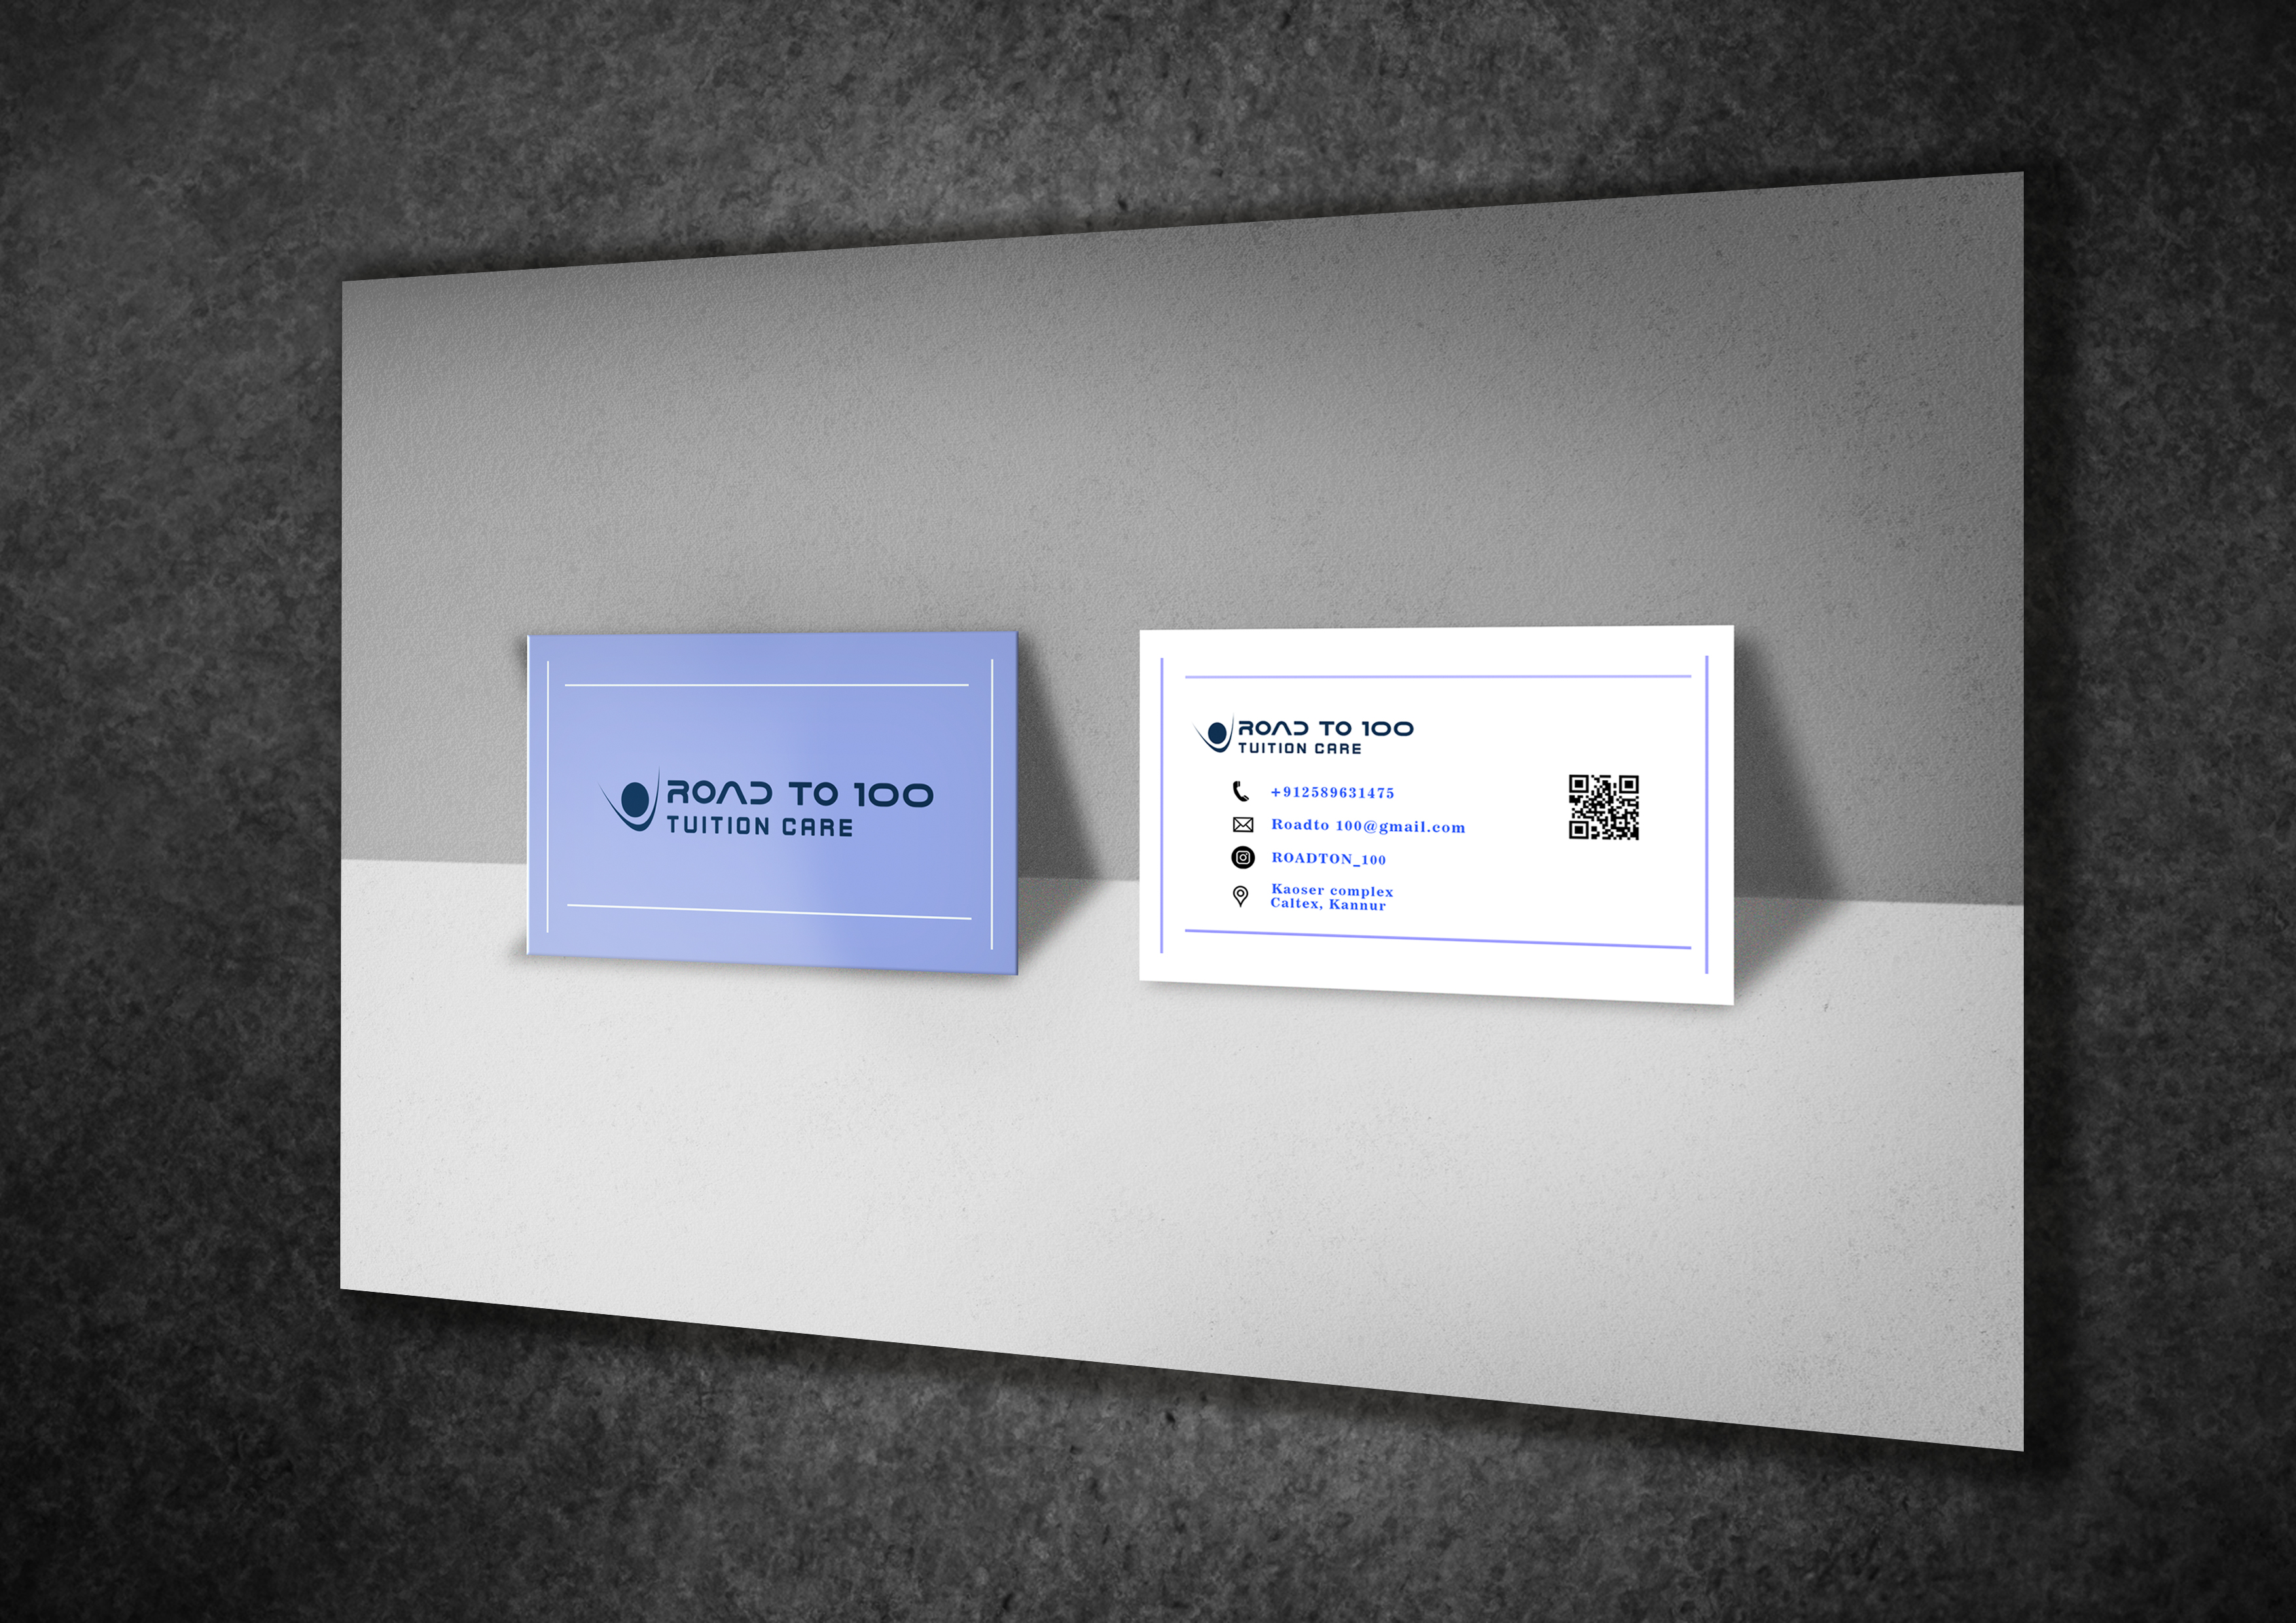 ROAD TO 100
TUITION CARE
ROAD TO 100
TUITION CARE
+912589631475
Roadto 100@gmail.com
ROADTON_100
Kaoser complex
Caltex, Kannur